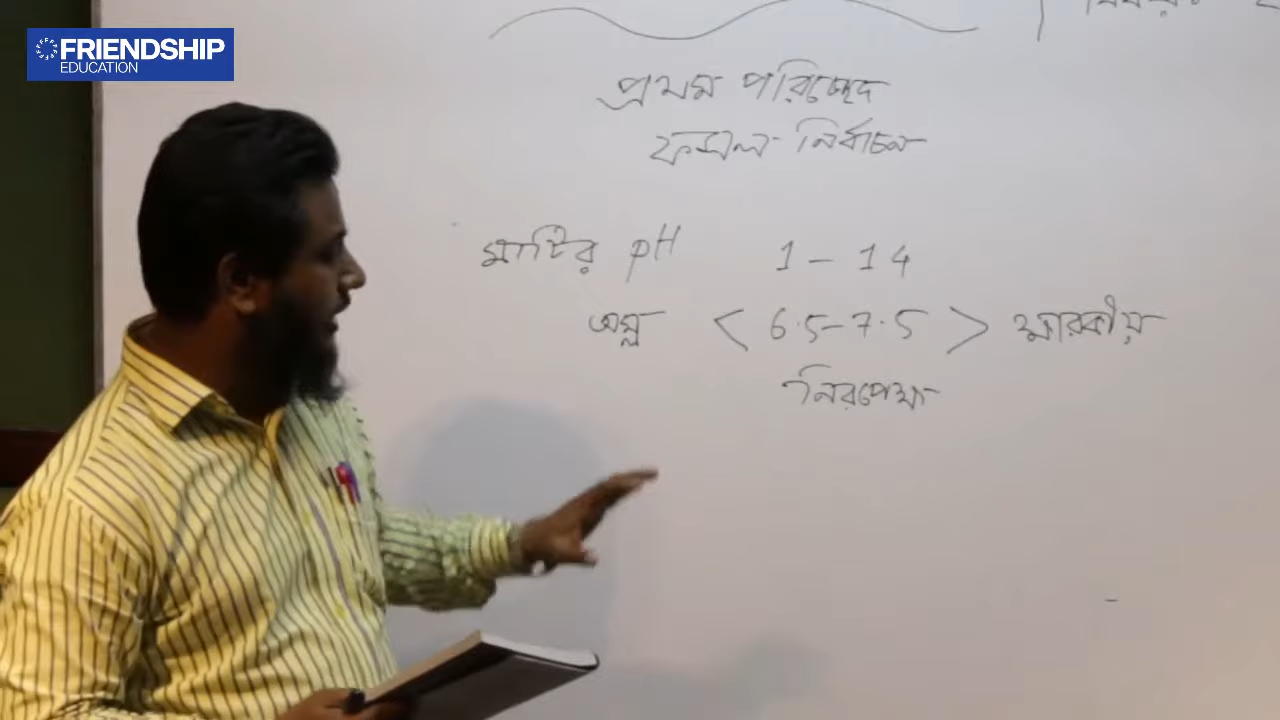 FRIENDSHIP
EDUCATION
প্রথম পরিচ্ছেদ
ফসল নির্বাচন
মাটির pH 1 - 14
অম্ল < 6.5 - 7.5 > ক্ষারকীয়
নিরপেক্ষ